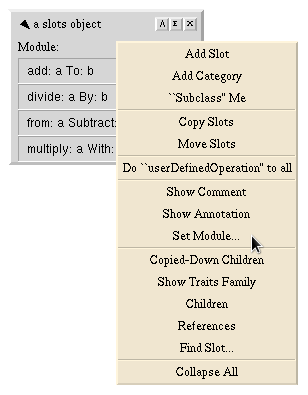 a slots object
A E X
Module:
add: a To: b
divide: a By: b
from: a Subtract:
multiply: a With:
Add Slot
Add Category
``Subclass'' Me
Copy Slots
Move Slots
Do ``userDefinedOperation'' to all
Show Comment
Show Annotation
Set Module...
Copied-Down Children
Show Traits Family
Children
References
Find Slot...
Collapse All